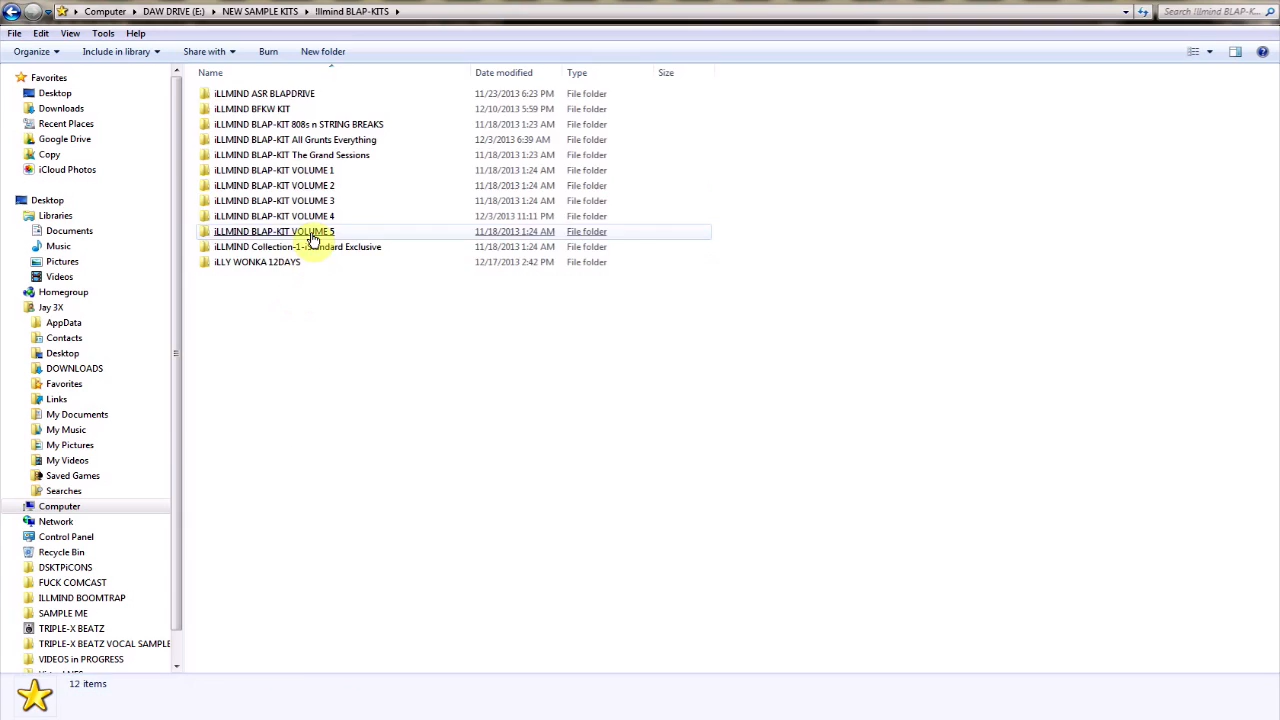 Computer ▸ DAW DRIVE (E:) ▸ NEW SAMPLE KITS ▸ !llmind BLAP-KITS ▸
Search !llmind BLAP-K...
File Edit View Tools Help
Organize Include in library Share with Burn New folder
Name Date modified Type Size
Favorites
Desktop
Downloads
Recent Places
Google Drive
Copy
iCloud Photos
Desktop
Libraries
Documents
Music
Pictures
Videos
Homegroup
Jay 3X
AppData
Contacts
Desktop
DOWNLOADS
Favorites
Links
My Documents
My Music
My Pictures
My Videos
Saved Games
Searches
Computer
Network
Control Panel
Recycle Bin
DSKTPiCONS
FUCK COMCAST
ILLMIND BOOMTRAP
SAMPLE ME
TRIPLE-X BEATZ
TRIPLE-X BEATZ VOCAL SAMPLE
VIDEOS in PROGRESS
iLLMIND ASR BLAPDRIVE 11/23/2013 6:23 PM File folder
iLLMIND BFKW KIT 12/10/2013 5:59 PM File folder
iLLMIND BLAP-KIT 808s n STRING BREAKS 11/18/2013 1:23 AM File folder
iLLMIND BLAP-KIT All Grunts Everything 12/3/2013 6:39 AM File folder
iLLMIND BLAP-KIT The Grand Sessions 11/18/2013 1:23 AM File folder
iLLMIND BLAP-KIT VOLUME 1 11/18/2013 1:24 AM File folder
iLLMIND BLAP-KIT VOLUME 2 11/18/2013 1:24 AM File folder
iLLMIND BLAP-KIT VOLUME 3 11/18/2013 1:24 AM File folder
iLLMIND BLAP-KIT VOLUME 4 12/3/2013 11:11 PM File folder
iLLMIND BLAP-KIT VOLUME 5 11/18/2013 1:24 AM File folder
iLLMIND Collection-1-iStandard Exclusive 11/18/2013 1:24 AM File folder
iLLY WONKA 12DAYS 12/17/2013 2:42 PM File folder
12 items